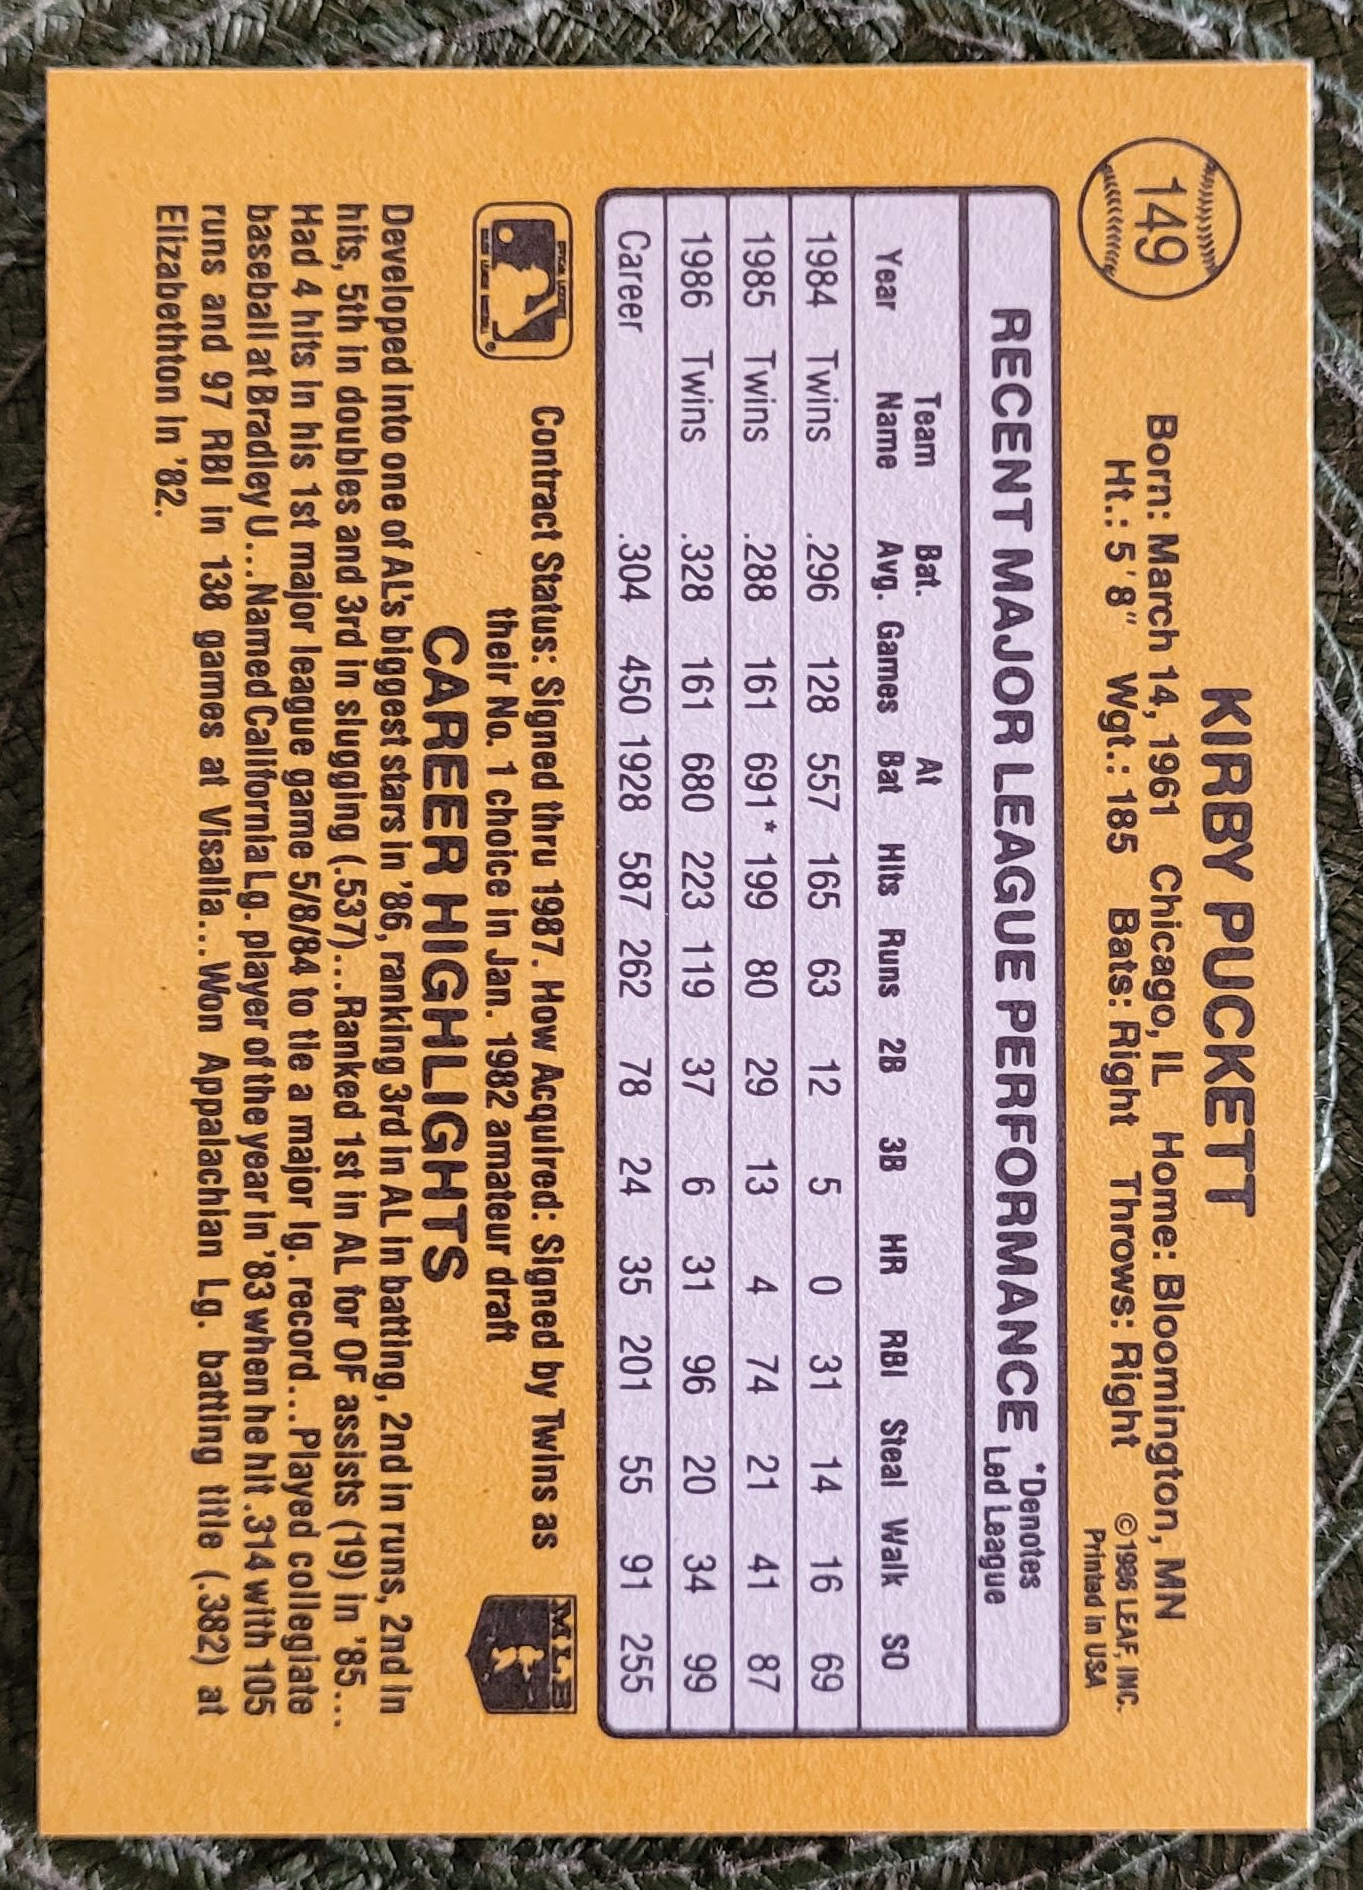 149
KIRBY PUCKETT
Born: March 14, 1961 Chicago, IL Home: Bloomington, MN
Ht.: 5'8" Wgt.: 185 Bats: Right Throws: Right
©1986 LEAF, INC.
Printed in USA
RECENT MAJOR LEAGUE PERFORMANCE
*Denotes
Led League
Year Team Name Bat. Avg. Games At Bat Hits Runs 2B 3B HR RBI Steal Walk SO
1984 Twins .296 128 557 165 63 12 5 0 31 14 16 69
1985 Twins .288 161 691* 199 80 29 13 4 74 21 41 87
1986 Twins .328 161 680 223 119 37 6 31 96 20 34 99
Career .304 450 1928 587 262 78 24 35 201 55 91 255
Contract Status: Signed thru 1987. How Acquired: Signed by Twins as
their No. 1 choice in Jan. 1982 amateur draft
MLB
CAREER HIGHLIGHTS
Developed into one of AL's biggest stars in '86, ranking 3rd in AL in batting, 2nd in runs, 2nd in
hits, 5th in doubles and 3rd in slugging (.537)...Ranked 1st in AL for OF assists (19) in '85...
Had 4 hits in his 1st major league game 5/8/84 to tie a major lg. record...Played collegiate
baseball at Bradley U...Named California Lg. player of the year in '83 when he hit .314 with 105
runs and 97 RBI in 138 games at Visalia...Won Appalachian Lg. batting title (.382) at
Elizabethton in '82.